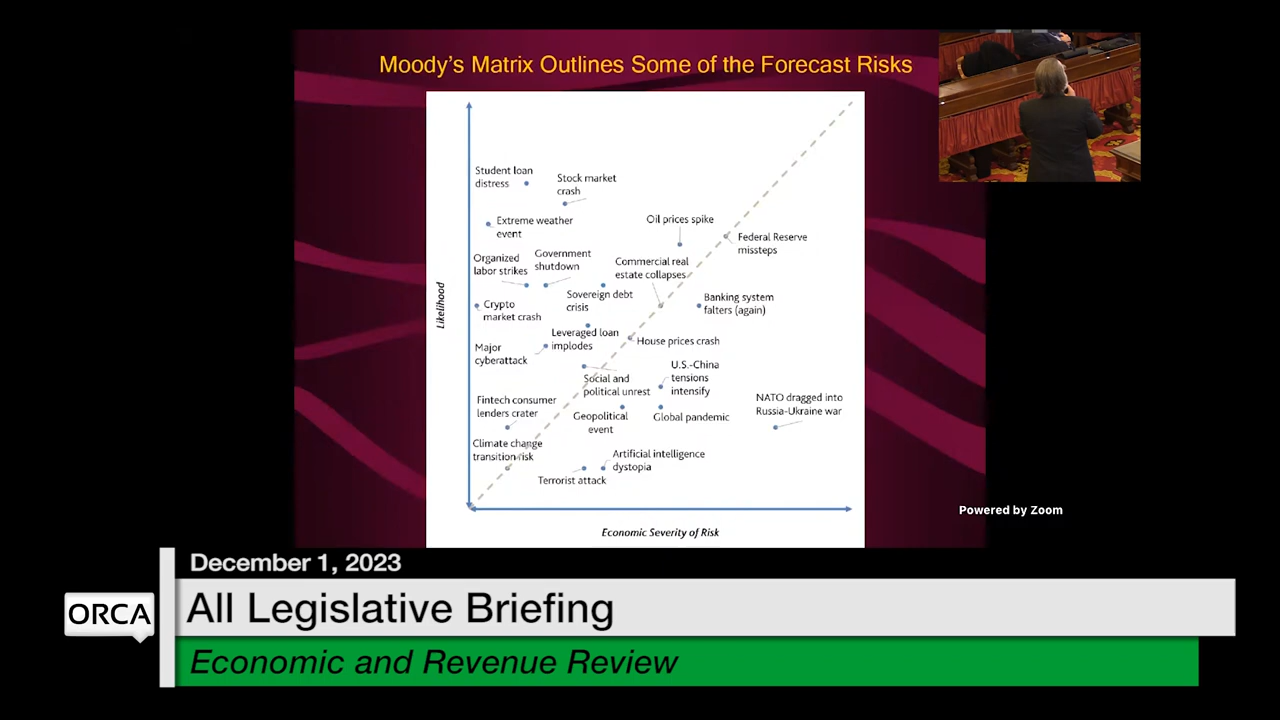 Moody's Matrix Outlines Some of the Forecast Risks
Student loan
distress
Stock market
crash
Extreme weather
event
Oil prices spike
Federal Reserve
missteps
Organized
labor strikes
Government
shutdown
Commercial real
estate collapses
Sovereign debt
crisis
Banking system
falters (again)
Crypto
market crash
Likelihood
Leveraged loan
implodes
House prices crash
Major
cyberattack
U.S.-China
tensions
intensify
Social and
political unrest
NATO dragged into
Russia-Ukraine war
Fintech consumer
lenders crater
Geopolitical
event
Global pandemic
Climate change
transition risk
Artificial intelligence
dystopia
Terrorist attack
Economic Severity of Risk
Powered by Zoom
December 1, 2023
ORCA
All Legislative Briefing
Economic and Revenue Review